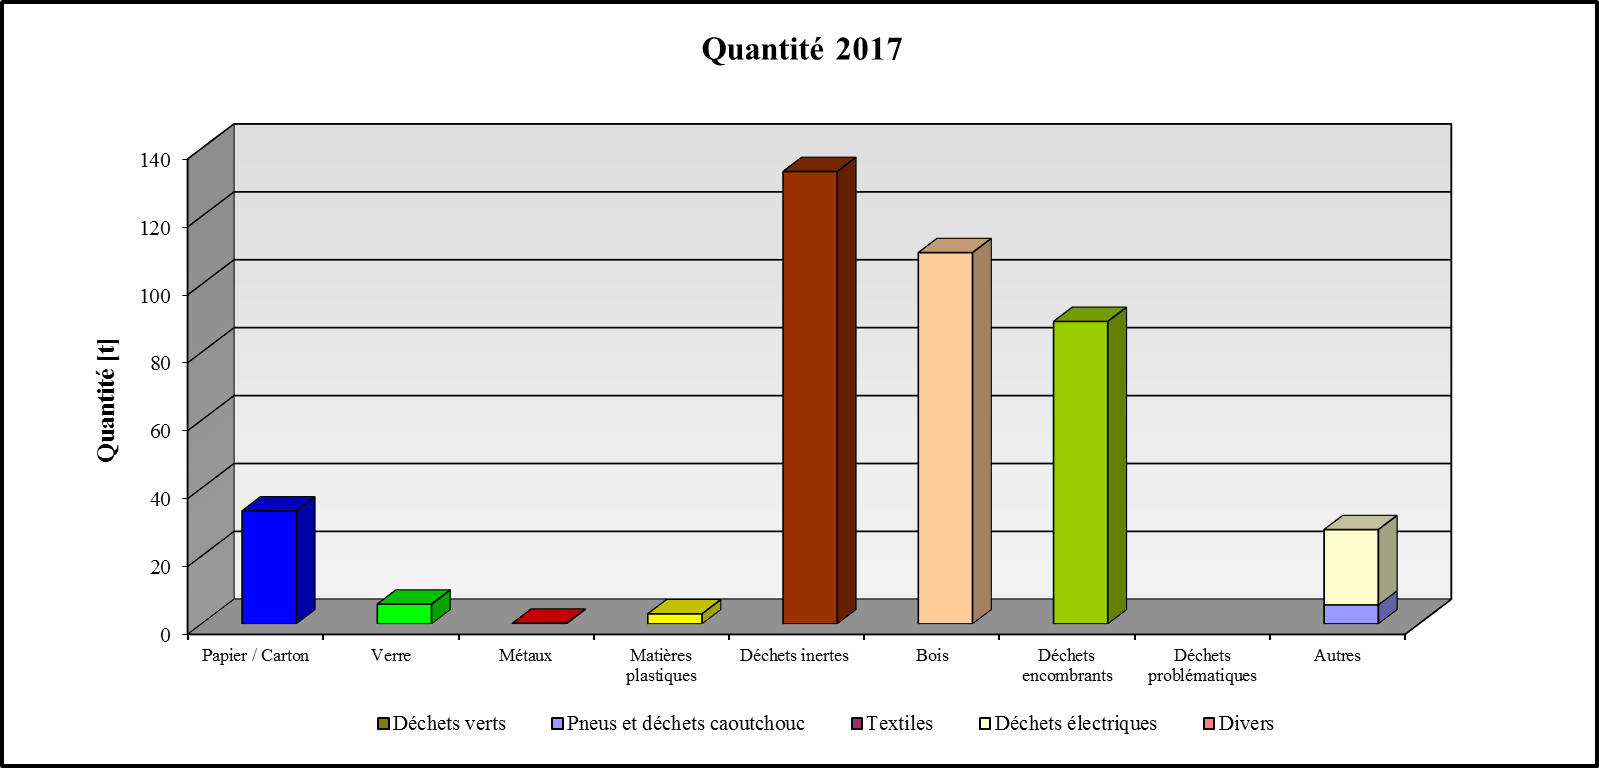 Quantité 2017
Quantité [t]
140
120
100
80
60
40
20
0
Papier / Carton
Verre
Métaux
Matières
plastiques
Déchets inertes
Bois
Déchets
encombrants
Déchets
problématiques
Autres
Déchets verts
Pneus et déchets caoutchouc
Textiles
Déchets électriques
Divers